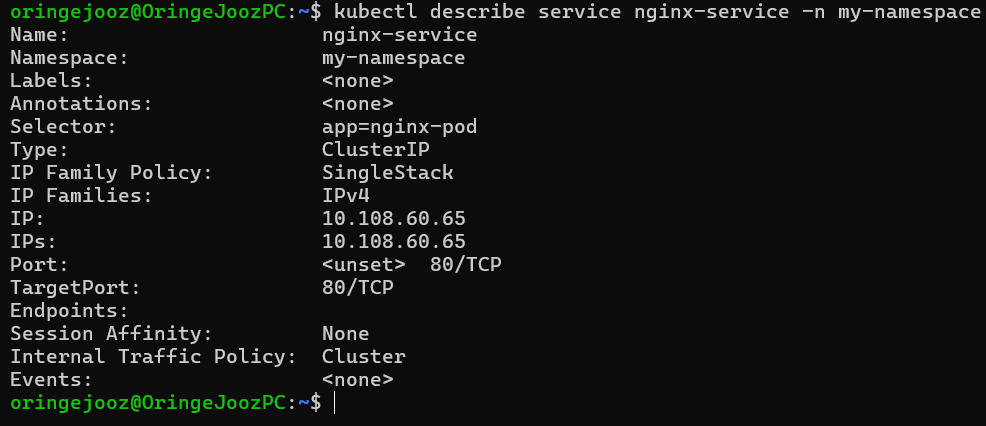 oringejooz@OringeJoozPC:~$ kubectl describe service nginx-service -n my-namespace
Name:                     nginx-service
Namespace:                my-namespace
Labels:                   <none>
Annotations:              <none>
Selector:                 app=nginx-pod
Type:                     ClusterIP
IP Family Policy:         SingleStack
IP Families:              IPv4
IP:                       10.108.60.65
IPs:                      10.108.60.65
Port:                     <unset>  80/TCP
TargetPort:               80/TCP
Endpoints:
Session Affinity:         None
Internal Traffic Policy:  Cluster
Events:                   <none>
oringejooz@OringeJoozPC:~$